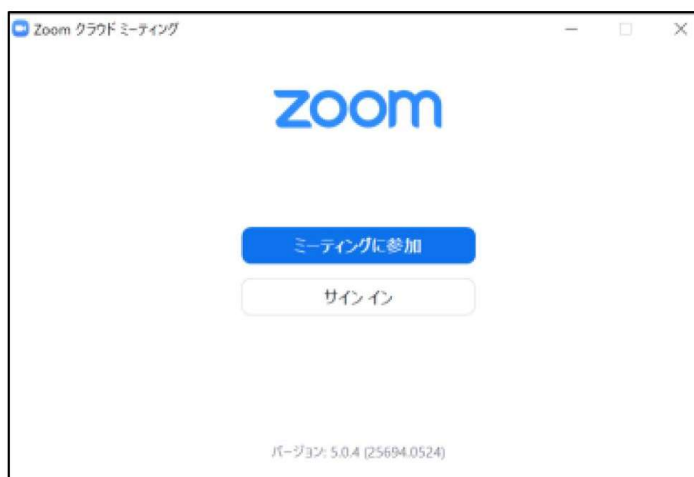 Zoom クラウド ミーティング
zoom
ミーティングに参加
サイン イン
バージョン: 5.0.4 (25694.0524)